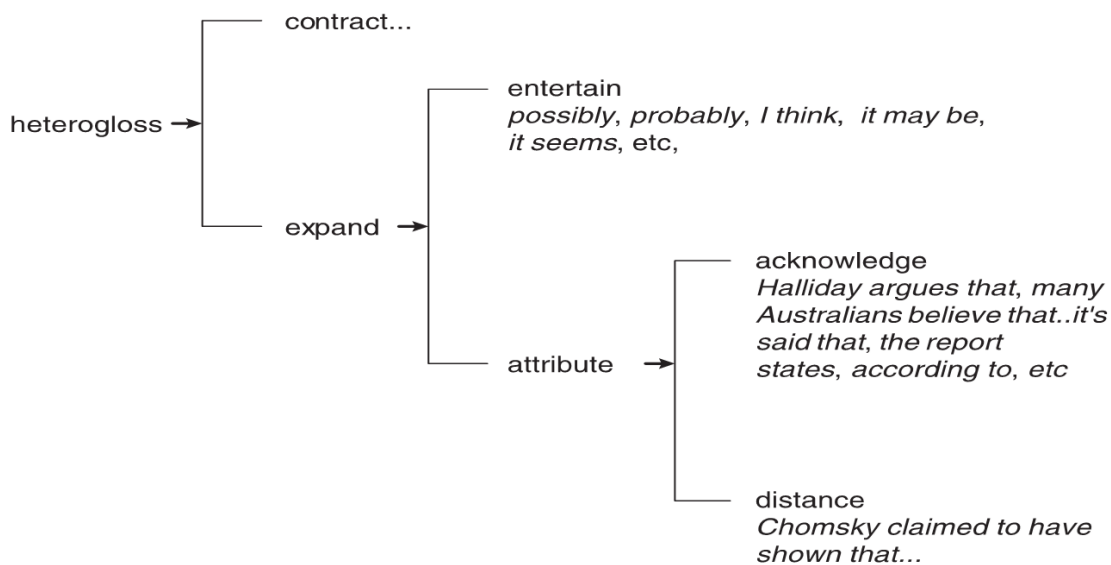 contract...
entertain
possibly, probably, I think, it may be,
it seems, etc,
heterogloss
expand
acknowledge
Halliday argues that, many
Australians believe that..it's
said that, the report
states, according to, etc
attribute
distance
Chomsky claimed to have
shown that...